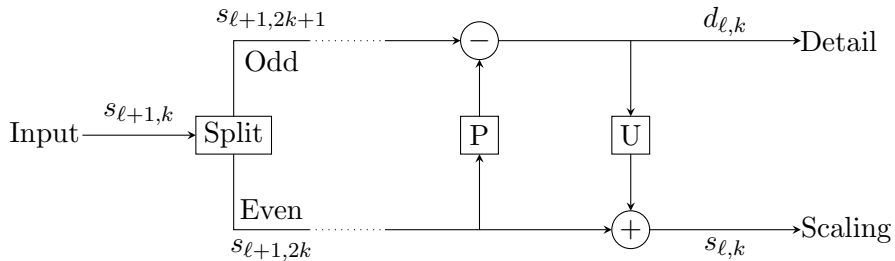 s_{ℓ+1,2k+1}
d_{ℓ,k}
− Detail
Odd
s_{ℓ+1,k}
Input Split P U
Even
+ Scaling
s_{ℓ+1,2k}
s_{ℓ,k}